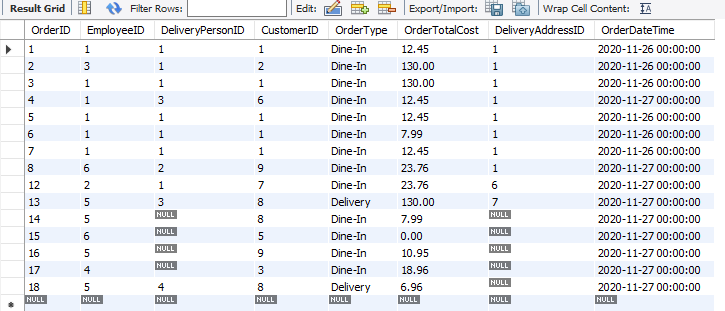 Result Grid Filter Rows: Edit: Export/Import: Wrap Cell Content: IA
OrderID EmployeeID DeliveryPersonID CustomerID OrderType OrderTotalCost DeliveryAddressID OrderDateTime
1 1 1 1 Dine-In 12.45 1 2020-11-26 00:00:00
2 3 1 2 Dine-In 130.00 1 2020-11-26 00:00:00
3 1 1 1 Dine-In 130.00 1 2020-11-26 00:00:00
4 1 3 6 Dine-In 12.45 1 2020-11-27 00:00:00
5 1 1 1 Dine-In 12.45 1 2020-11-26 00:00:00
6 1 1 1 Dine-In 7.99 1 2020-11-26 00:00:00
7 1 1 1 Dine-In 12.45 1 2020-11-26 00:00:00
8 6 2 9 Dine-In 23.76 1 2020-11-27 00:00:00
12 2 1 7 Dine-In 23.76 6 2020-11-27 00:00:00
13 5 3 8 Delivery 130.00 7 2020-11-27 00:00:00
14 5 NULL 8 Dine-In 7.99 NULL 2020-11-27 00:00:00
15 6 NULL 5 Dine-In 0.00 NULL 2020-11-27 00:00:00
16 5 NULL 9 Dine-In 10.95 NULL 2020-11-27 00:00:00
17 4 NULL 3 Dine-In 18.96 NULL 2020-11-27 00:00:00
18 5 4 8 Delivery 6.96 1 2020-11-27 00:00:00
NULL NULL NULL NULL NULL NULL NULL NULL